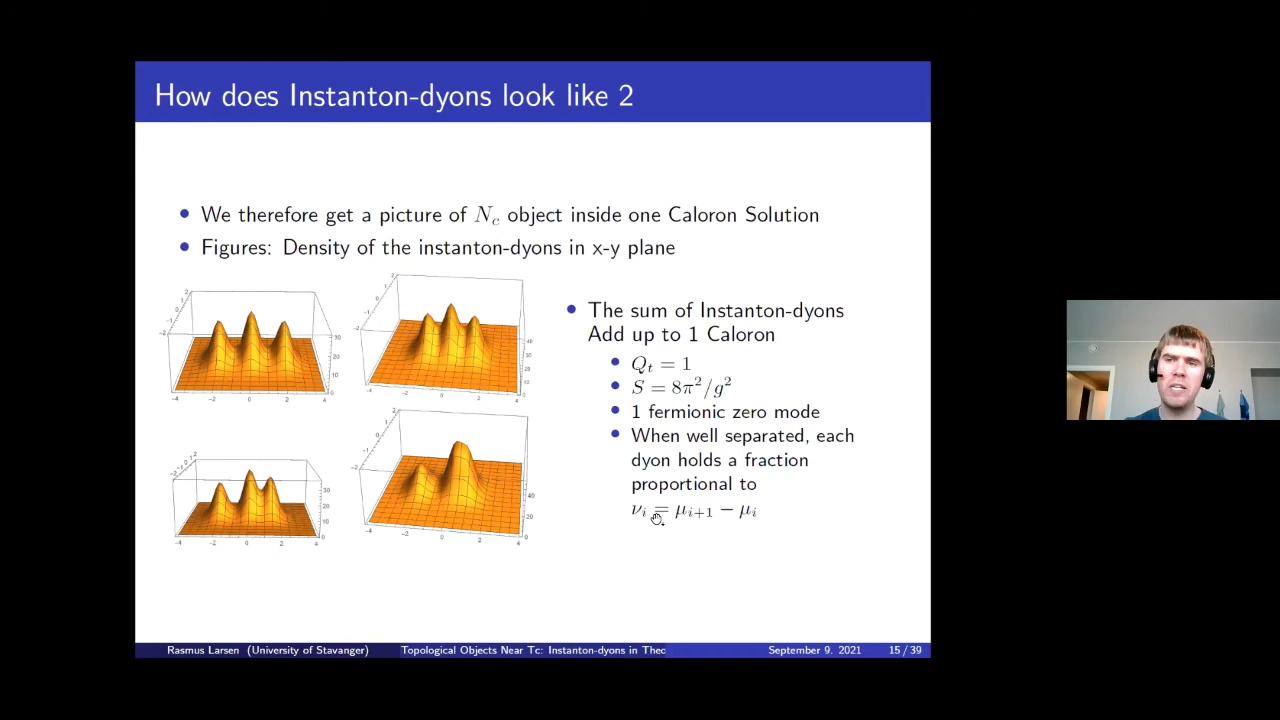 How does Instanton-dyons look like 2
• We therefore get a picture of N_c object inside one Caloron Solution
• Figures: Density of the instanton-dyons in x-y plane
• The sum of Instanton-dyons
Add up to 1 Caloron
• Q_t = 1
• S = 8π²/g²
• 1 fermionic zero mode
• When well separated, each
dyon holds a fraction
proportional to
ν_i = μ_{i+1} − μ_i
Rasmus Larsen (University of Stavanger)
Topological Objects Near Tc: Instanton-dyons in Theo
September 9. 2021
15 / 39